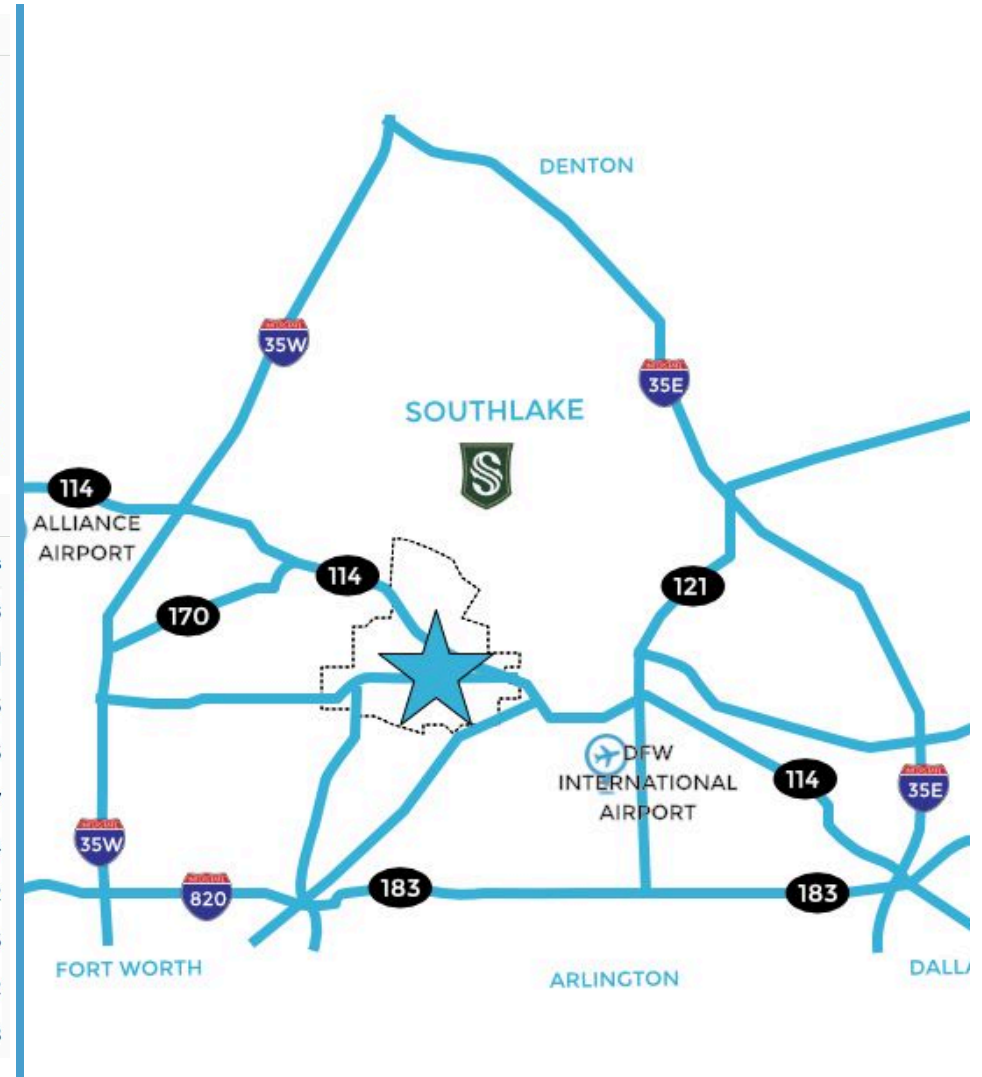 DENTON
35W
35E
SOUTHLAKE
S
114
ALLIANCE
AIRPORT
114
121
170
DFW
INTERNATIONAL
AIRPORT
114
35E
35W
820
183
183
FORT WORTH
ARLINGTON
DALLA